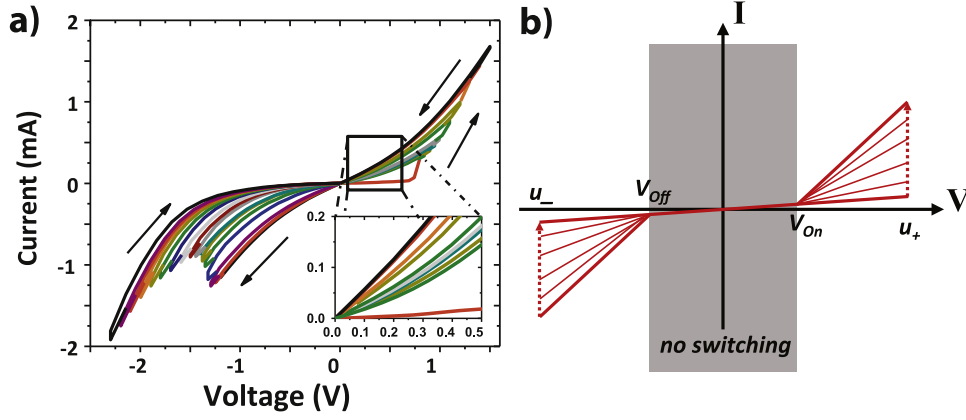 a)
Current (mA)
2
1
0
-1
-2
-2
-1
0
1
Voltage (V)
0.2
0.1
0.0
0.0
0.1
0.2
0.3
0.4
0.5
b)
I
V
u_
V_Off
V_On
u+
no switching